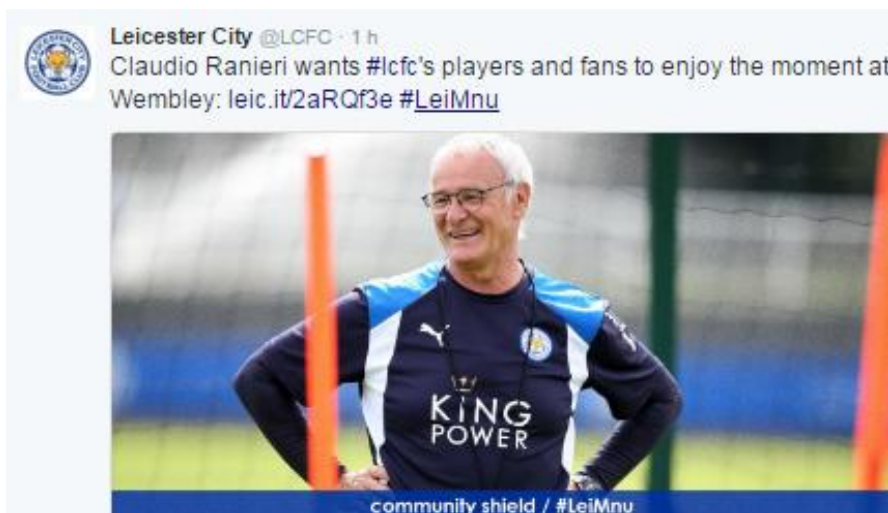 Leicester City @LCFC · 1 h
Claudio Ranieri wants #lcfc's players and fans to enjoy the moment at
Wembley: leic.it/2aRQf3e #LeiMnu
KING
POWER
community shield / #LeiMnu